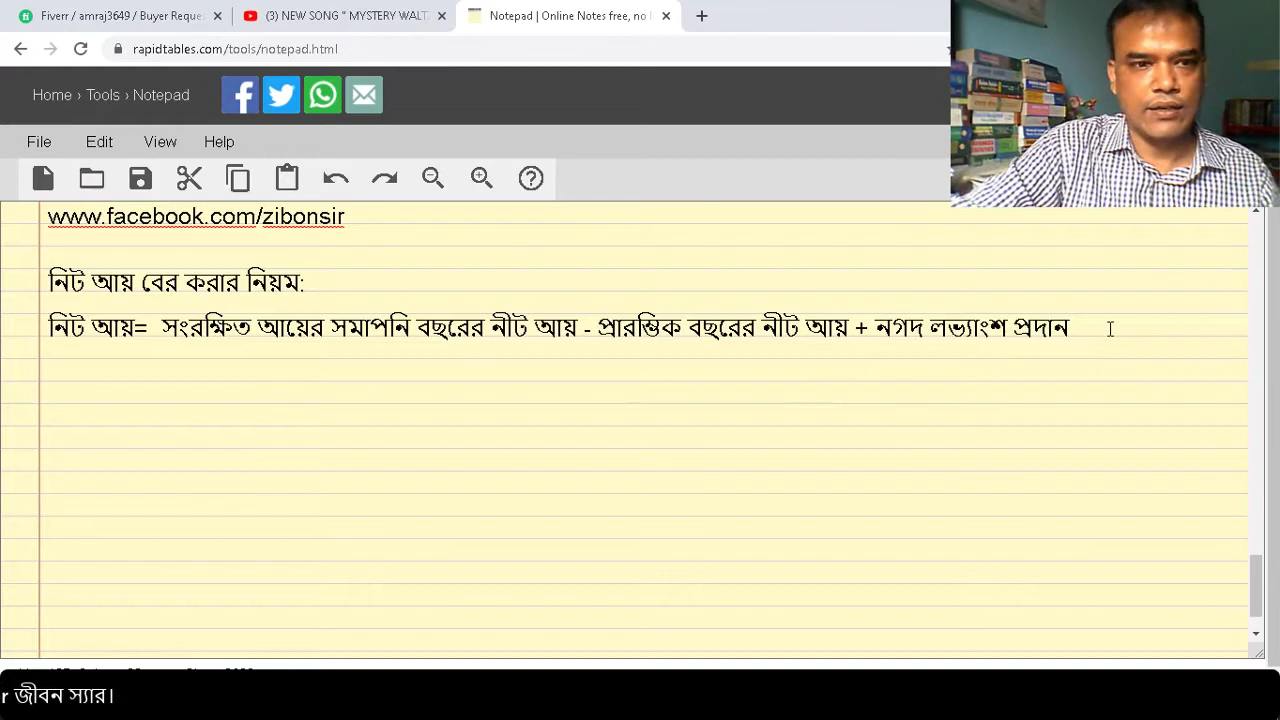 Fiverr / amraj3649 / Buyer Reque
(3) NEW SONG " MYSTERY WALT
Notepad | Online Notes free, no l
rapidtables.com/tools/notepad.html
Home › Tools › Notepad
File Edit View Help
www.facebook.com/zibonsir
নিট আয় বের করার নিয়ম:
নিট আয়= সংরক্ষিত আয়ের সমাপনি বছরের নীট আয় - প্রারম্ভিক বছরের নীট আয় + নগদ লভ্যাংশ প্রদান
r জীবন স্যার।